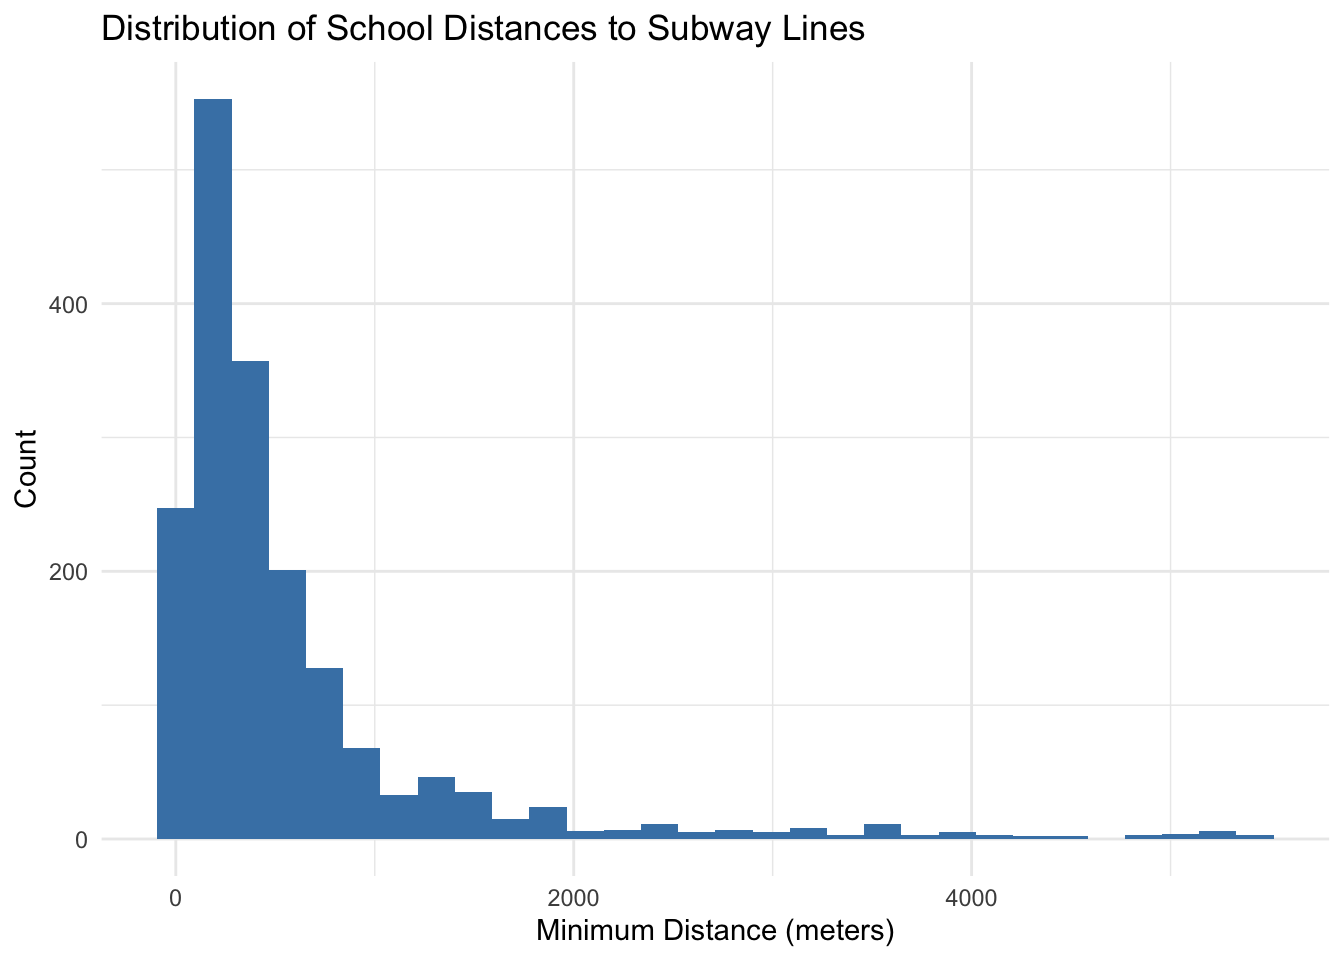 Distribution of School Distances to Subway Lines
Count
400
200
0
0 2000 4000
Minimum Distance (meters)